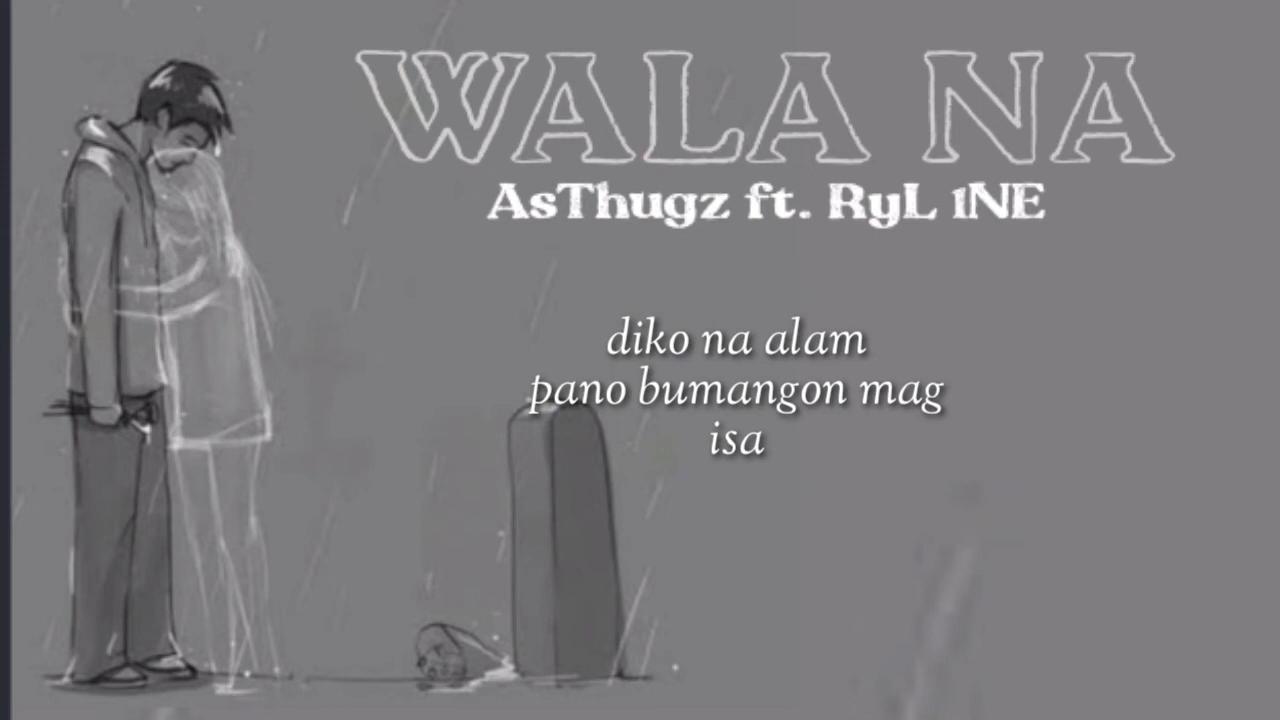 WALA NA
AsThugz ft. RyL 1NE
diko na alam
pano bumangon mag
isa